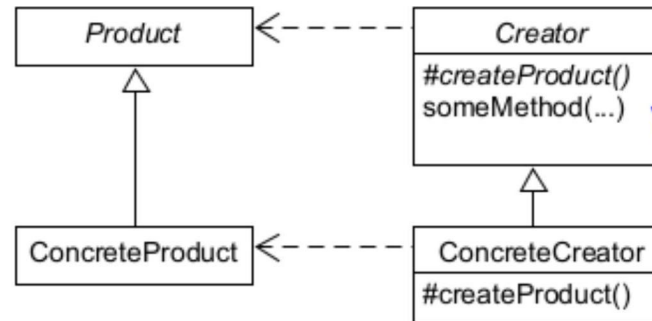 Product
Creator
#createProduct()
someMethod(...)
ConcreteProduct
ConcreteCreator
#createProduct()